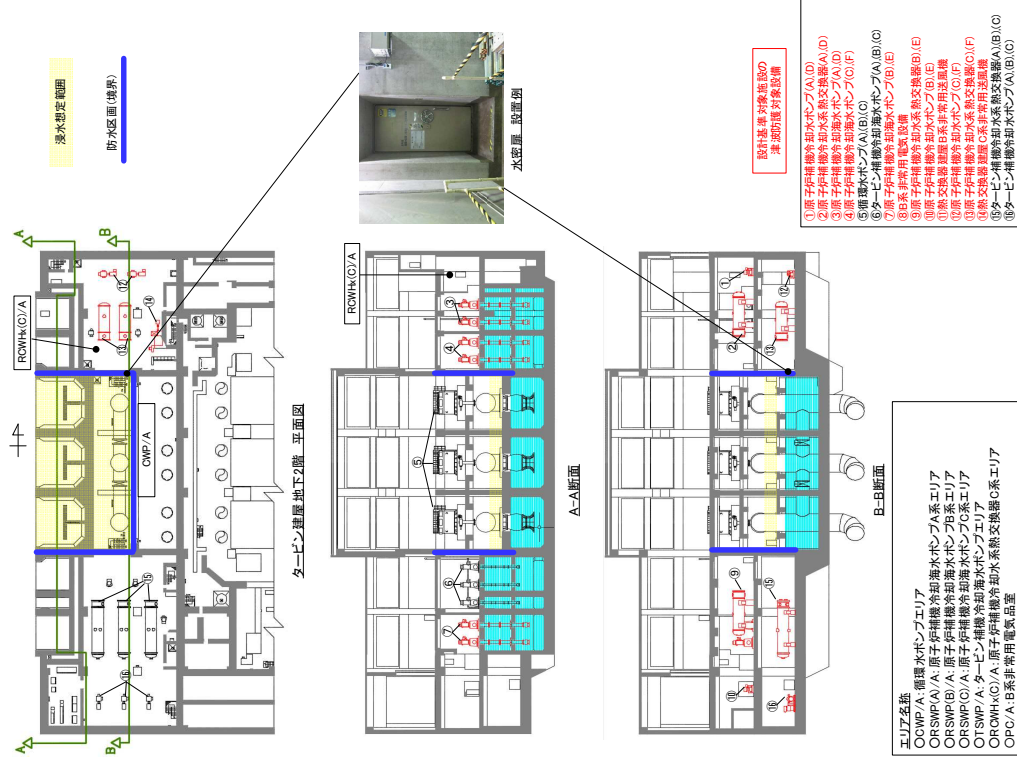 浸水想定範囲
防水区画(境界)
A
B
RCWHx(C)/A
⑫
⑭
⑬
CWP/A
⑮
⑯
A
B
タービン建屋地下2階 平面図
水密扉 設置例
RCWHx(C)/A
③
④
⑤
⑥
⑦
A-A断面
①
②
⑫
⑬
⑨
⑩
⑮
⑯
B-B断面
設計基準対象施設の
津波防護対象設備
①原子炉補機冷却水ポンプ(A),(D)
②原子炉補機冷却水系熱交換器(A),(D)
③原子炉補機冷却海水ポンプ(A),(D)
④原子炉補機冷却海水ポンプ(C),(F)
⑤循環水ポンプ(A),(B),(C)
⑥タービン補機冷却海水ポンプ(A),(B),(C)
⑦原子炉補機冷却海水ポンプ(B),(E)
⑧B系非常用電気設備
⑨原子炉補機冷却水系熱交換器(B),(E)
⑩原子炉補機冷却水ポンプ(B),(E)
⑪熱交換器建屋B系非常用送風機
⑫原子炉補機冷却水ポンプ(C),(F)
⑬原子炉補機冷却水系熱交換器(C),(F)
⑭熱交換器建屋C系非常用送風機
⑮タービン補機冷却水系熱交換器(A),(B),(C)
⑯タービン補機冷却水ポンプ(A),(B),(C)
エリア名称
○CWP/A:循環水ポンプエリア
○RSWP(A)/A:原子炉補機冷却海水ポンプA系エリア
○RSWP(B)/A:原子炉補機冷却海水ポンプB系エリア
○RSWP(C)/A:原子炉補機冷却海水ポンプC系エリア
○TSWP/A:タービン補機冷却海水ポンプエリア
○RCWHx(C)/A:原子炉補機冷却水系熱交換器C系エリア
○PC/A:B系非常用電気品室